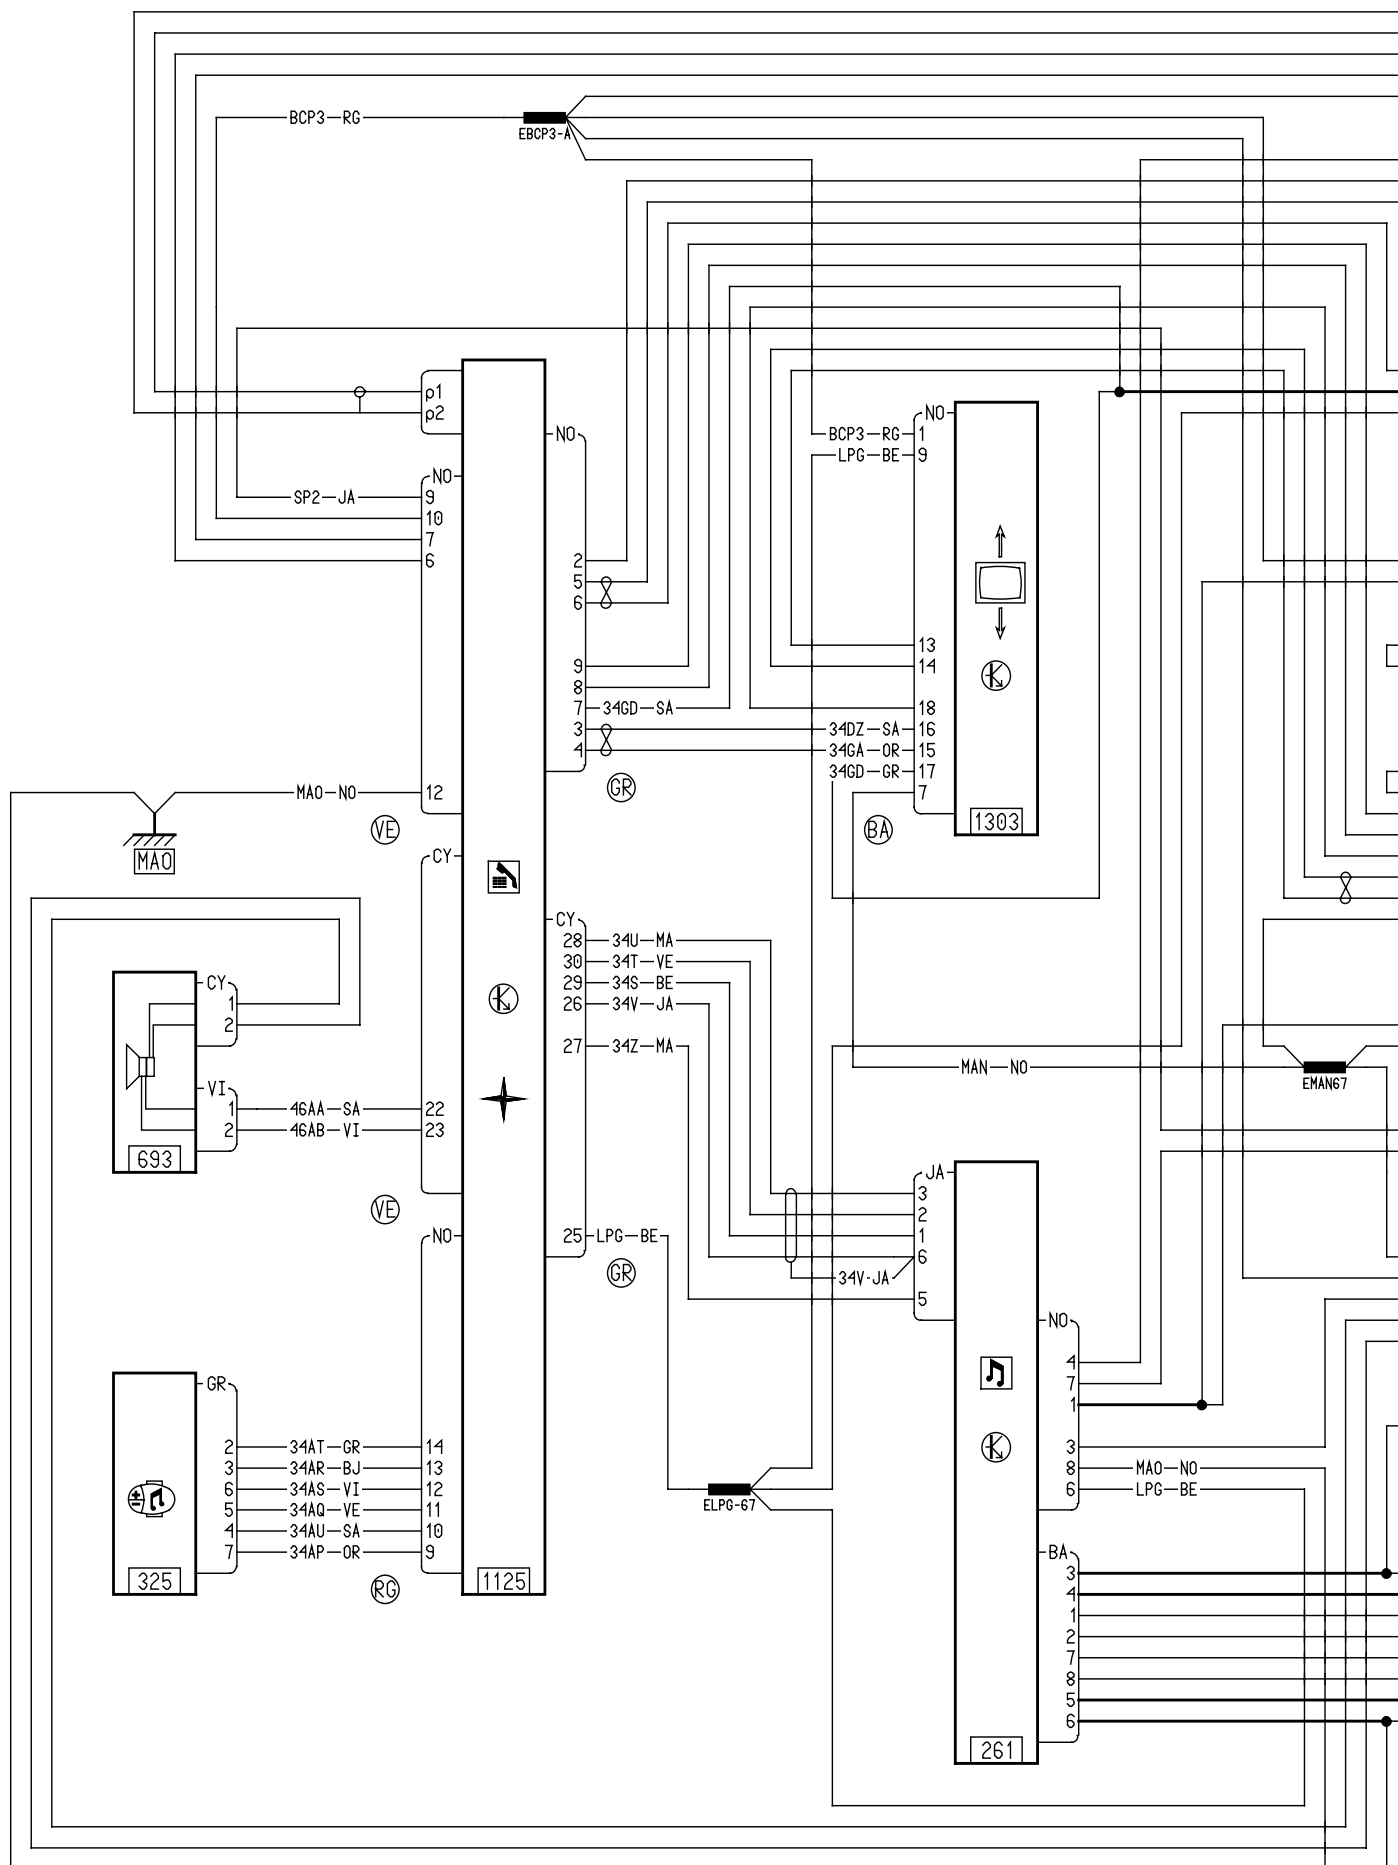 BCP3 RG
EBCP3-A
p1
p2
NO
NO
NO
BCP3 RG 1
LPG BE 9
SP2 JA 9
10
7
6
2
5
6
9
8
7 34GD SA
3
4
13
14
18
34DZ SA 16
34GA OR 15
34GD GR 17
7
GR
MAO NO 12
VE
BA
1303
MAO
CY
CY
28 34U MA
30 34T VE
29 34S BE
26 34V JA
27 34Z MA
CY
1
2
MAN NO
EMAN67
VI
1 46AA SA 22
2 46AB VI 23
693
JA
3
2
1
6
34V-JA
5
VE
NO
25 LPG BE
GR
NO
4
7
1
3
8 MAO NO
6 LPG BE
GR
2 34AT GR 14
3 34AR BJ 13
6 34AS VI 12
5 34AQ VE 11
4 34AU SA 10
7 34AP OR 9
ELPG-67
325
RG
1125
BA
3
4
1
2
7
8
5
6
261